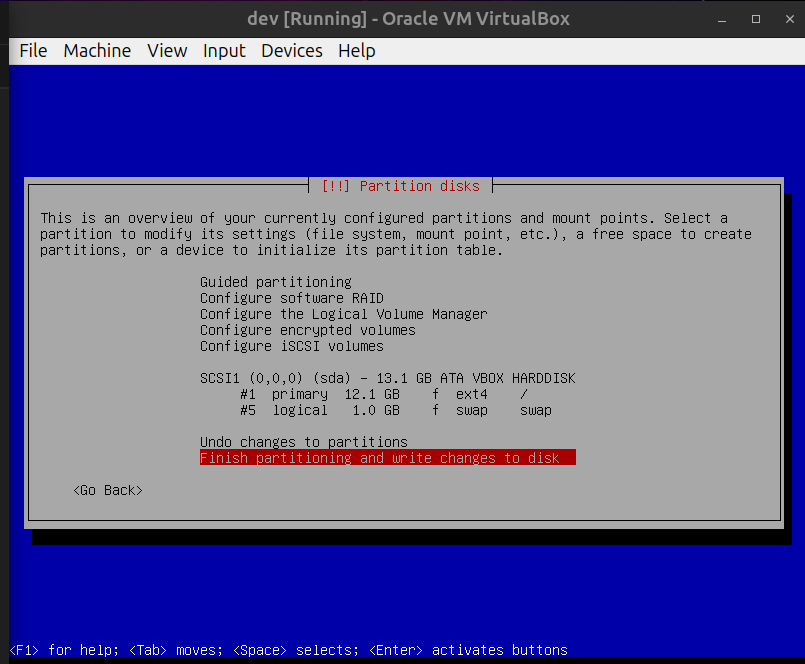 dev [Running] - Oracle VM VirtualBox
File Machine View Input Devices Help
[!!] Partition disks
This is an overview of your currently configured partitions and mount points. Select a
partition to modify its settings (file system, mount point, etc.), a free space to create
partitions, or a device to initialize its partition table.
Guided partitioning
Configure software RAID
Configure the Logical Volume Manager
Configure encrypted volumes
Configure iSCSI volumes
SCSI1 (0,0,0) (sda) - 13.1 GB ATA VBOX HARDDISK
#1 primary 12.1 GB f ext4 /
#5 logical 1.0 GB f swap swap
Undo changes to partitions
Finish partitioning and write changes to disk
<Go Back>
<F1> for help; <Tab> moves; <Space> selects; <Enter> activates buttons